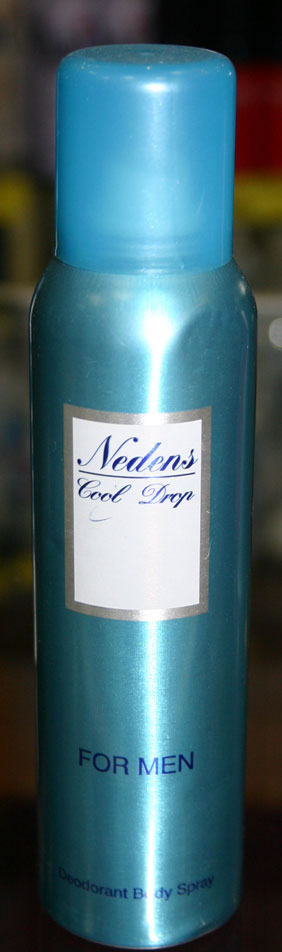 Nedens
Cool Drop
FOR MEN
Deodorant Body Spray